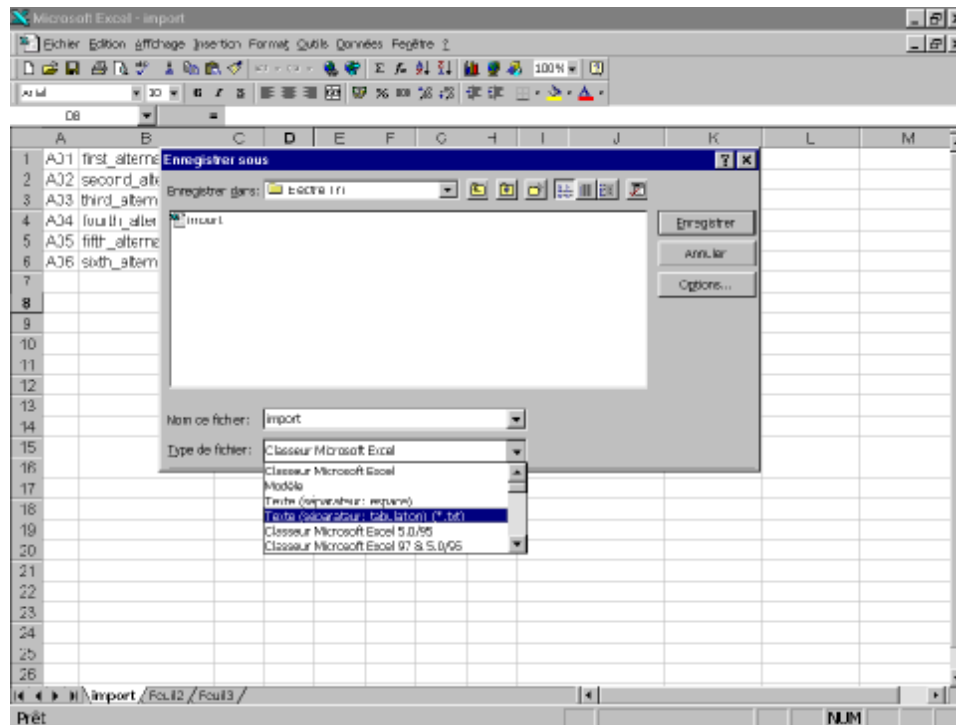 Microsoft Excel - import
Fichier Edition Affichage Insertion Format Outils Données Fenêtre ?
Arial 10 G I S
100%
D8 =
A B C D E F G H I J K L M
1 A01 first_alterne
2 A02 second_alte
3 A03 third_altern
4 A04 fourth_alter
5 A05 fifth_alterne
6 A06 sixth_altern
7
8
9
10
11
12
13
14
15
16
17
18
19
20
21
22
23
24
25
26
Enregistrer sous
Enregistrer dans: Electre Tri
import
Enregistrer
Annuler
Options...
Nom de fichier: import
Type de fichier: Classeur Microsoft Excel
Classeur Microsoft Excel
Modèle
Texte (séparateur: espace)
Texte (séparateur: tabulation) (*.txt)
Classeur Microsoft Excel 5.0/95
Classeur Microsoft Excel 97 & 5.0/95
import Feuil2 Feuil3
Prêt NUM